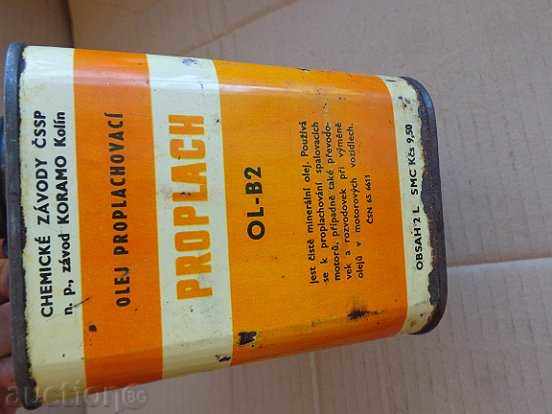 CHEMICKÉ ZÁVODY ČSSP
n. p., závod KORAMO Kolín
OLEJ PROPLACHOVACÍ
PROPLACH
OL-B2
Jest čistě minerální olej. Používá
se k proplachování spalovacích
motorů, případně také převodo-
vek a rozvodovek při výměně
olejů v motorových vozidlech.
ČSN 65 6611
OBSAH 2 L SMC Kčs 9,50
auctionBG